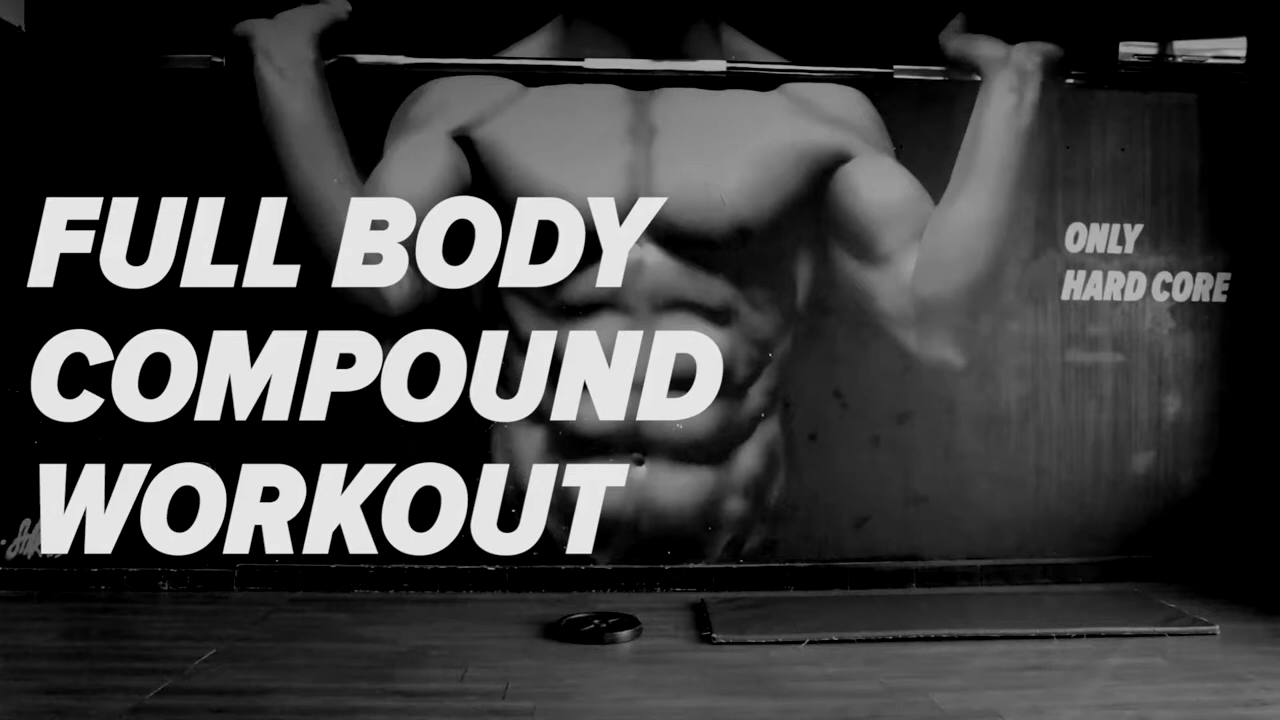 FULL BODY
COMPOUND
WORKOUT
ONLY
HARD CORE